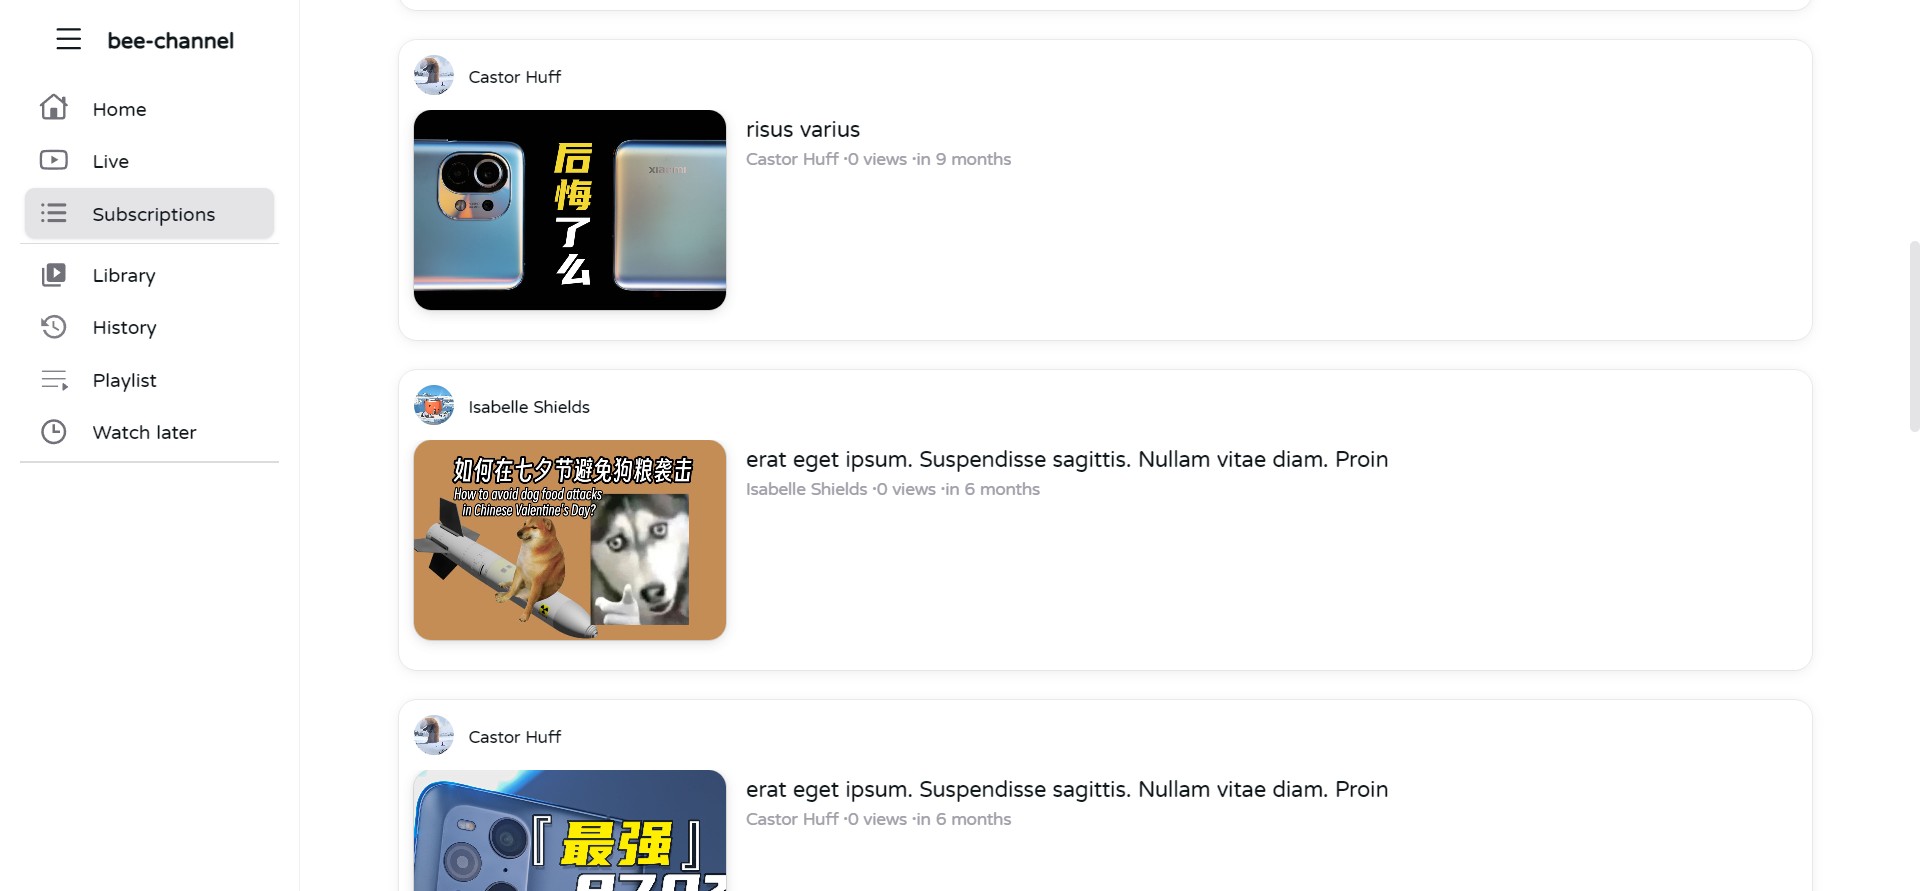 bee-channel
Home
Live
Subscriptions
Library
History
Playlist
Watch later
Castor Huff
后
悔
了
么
xiaomi
risus varius
Castor Huff ·0 views ·in 9 months
Isabelle Shields
如何在七夕节避免狗粮袭击
How to avoid dog food attacks
in Chinese Valentine's Day?
erat eget ipsum. Suspendisse sagittis. Nullam vitae diam. Proin
Isabelle Shields ·0 views ·in 6 months
Castor Huff
『最强』
erat eget ipsum. Suspendisse sagittis. Nullam vitae diam. Proin
Castor Huff ·0 views ·in 6 months